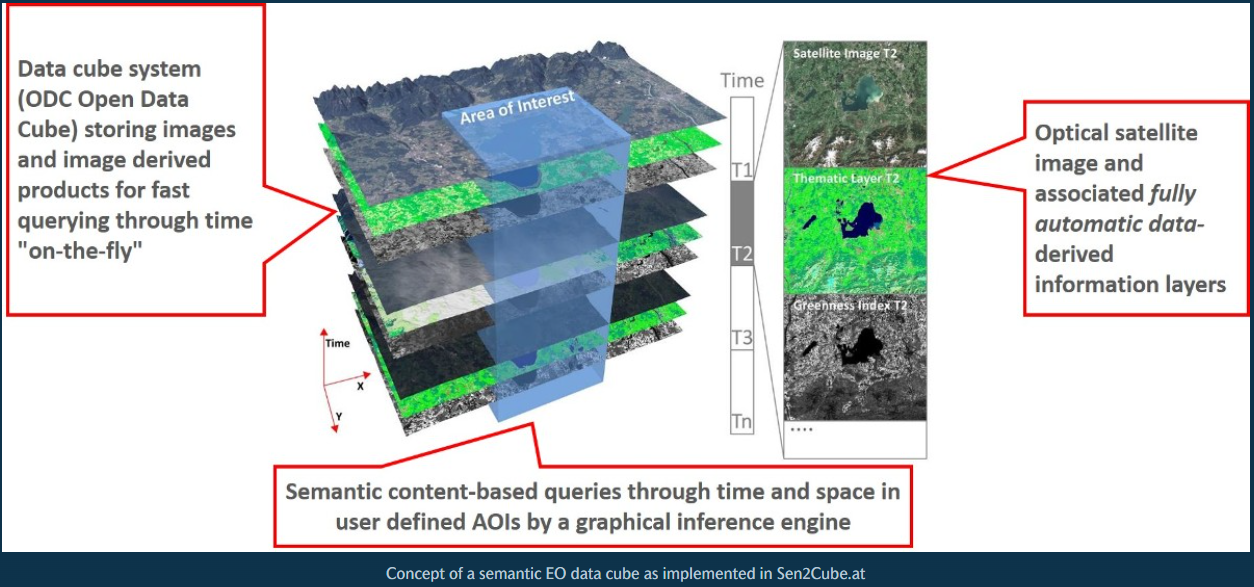 Data cube system
(ODC Open Data
Cube) storing images
and image derived
products for fast
querying through time
"on-the-fly"
Area of Interest
Time
X
Y
Time
T1
T2
T3
Tn
Satellite Image T2
Thematic Layer T2
Greenness Index T2
....
Optical satellite
image and
associated fully
automatic data-
derived
information layers
Semantic content-based queries through time and space in
user defined AOIs by a graphical inference engine
Concept of a semantic EO data cube as implemented in Sen2Cube.at